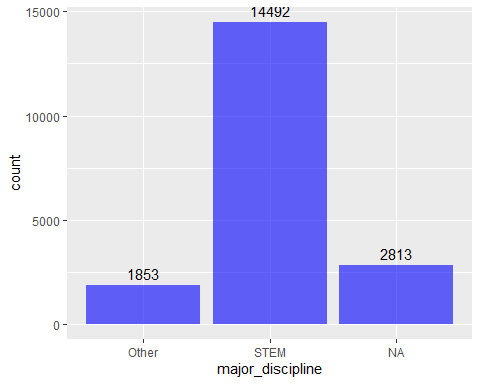 15000
14492
10000
count
5000
2813
1853
0
Other STEM NA
major_discipline